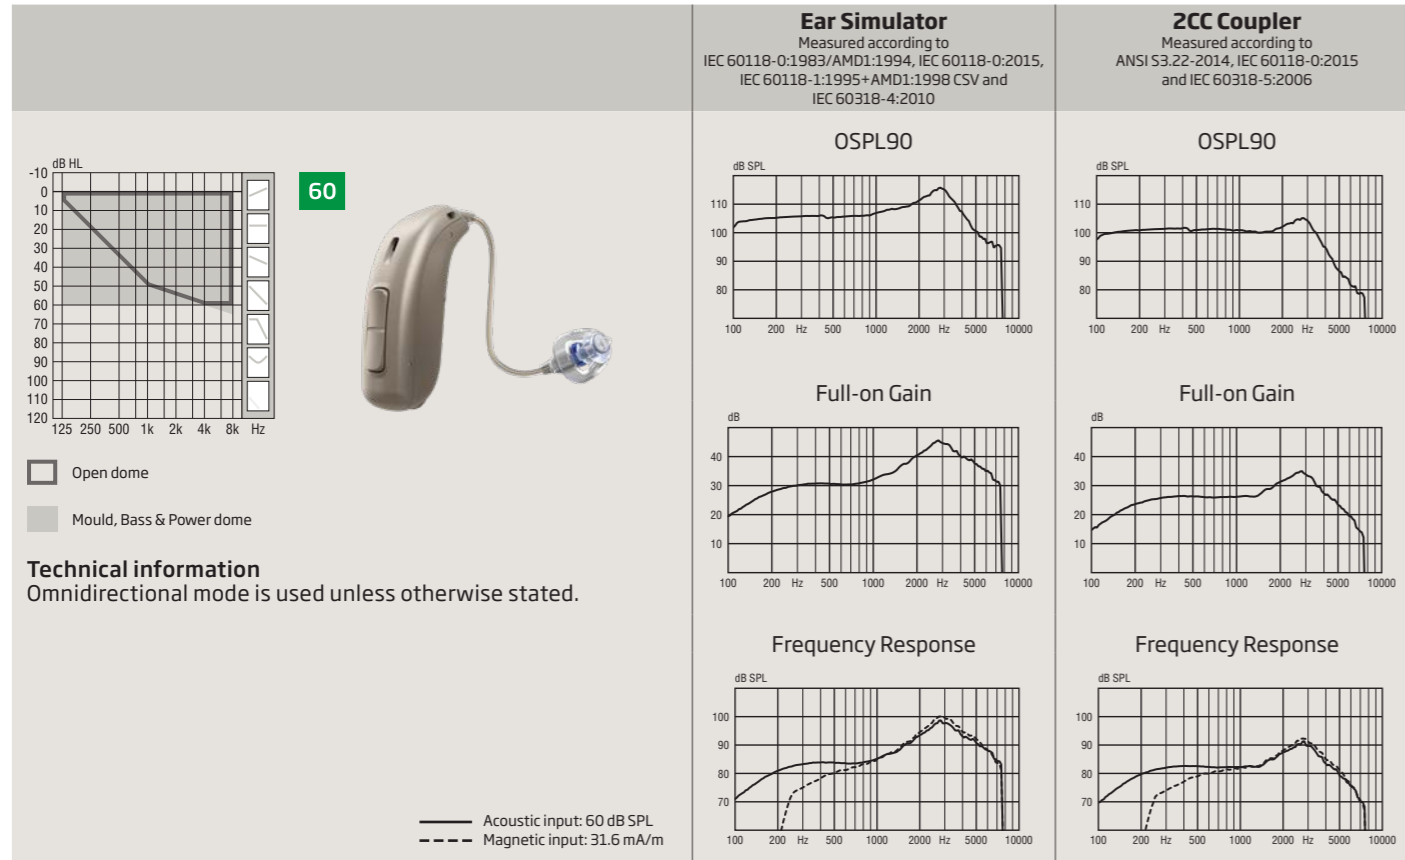 Ear Simulator
Measured according to
IEC 60118-0:1983/AMD1:1994, IEC 60118-0:2015,
IEC 60118-1:1995+AMD1:1998 CSV and
IEC 60318-4:2010
2CC Coupler
Measured according to
ANSI S3.22-2014, IEC 60118-0:2015
and IEC 60318-5:2006
dB HL
-10
0
10
20
30
40
50
60
70
80
90
100
110
120
125 250 500 1k 2k 4k 8k Hz
60
Open dome
Mould, Bass & Power dome
Technical information
Omnidirectional mode is used unless otherwise stated.
Acoustic input: 60 dB SPL
Magnetic input: 31.6 mA/m
OSPL90
dB SPL
110
100
90
80
100 200 Hz 500 1000 2000 Hz 5000 10000
Full-on Gain
dB
40
30
20
10
100 200 Hz 500 1000 2000 Hz 5000 10000
Frequency Response
dB SPL
100
90
80
70
100 200 Hz 500 1000 2000 Hz 5000 10000
OSPL90
dB SPL
110
100
90
80
100 200 Hz 500 1000 2000 Hz 5000 10000
Full-on Gain
dB
40
30
20
10
100 200 Hz 500 1000 2000 Hz 5000 10000
Frequency Response
dB SPL
100
90
80
70
100 200 Hz 500 1000 2000 Hz 5000 10000